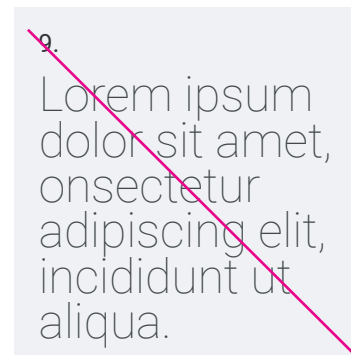 9.
Lorem ipsum
dolor sit amet,
onsectetur
adipiscing elit,
incididunt ut
aliqua.